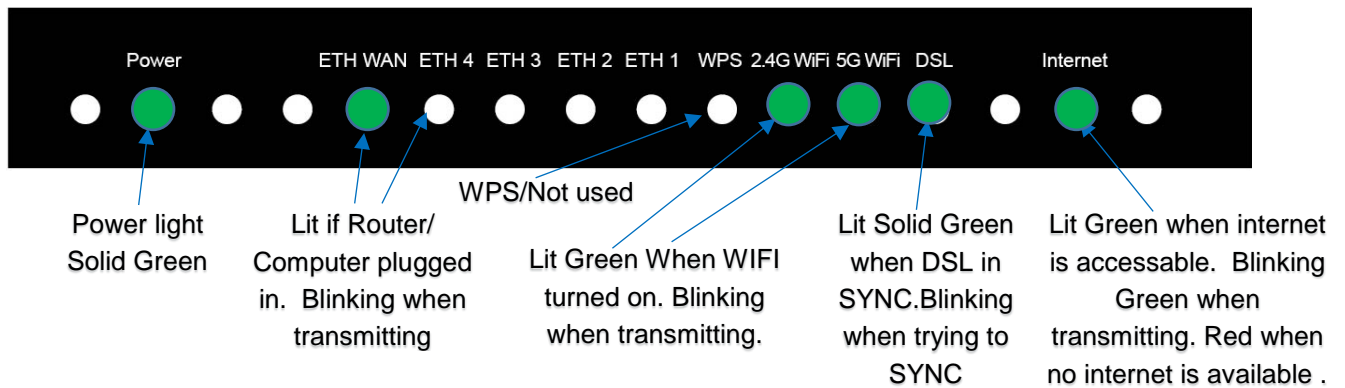 Power ETH WAN ETH 4 ETH 3 ETH 2 ETH 1 WPS 2.4G WiFi 5G WiFi DSL Internet
Power light
Solid Green
Lit if Router/
Computer plugged
in. Blinking when
transmitting
WPS/Not used
Lit Green When WIFI
turned on. Blinking
when transmitting.
Lit Solid Green
when DSL in
SYNC.Blinking
when trying to
SYNC
Lit Green when internet
is accessable. Blinking
Green when
transmitting. Red when
no internet is available .